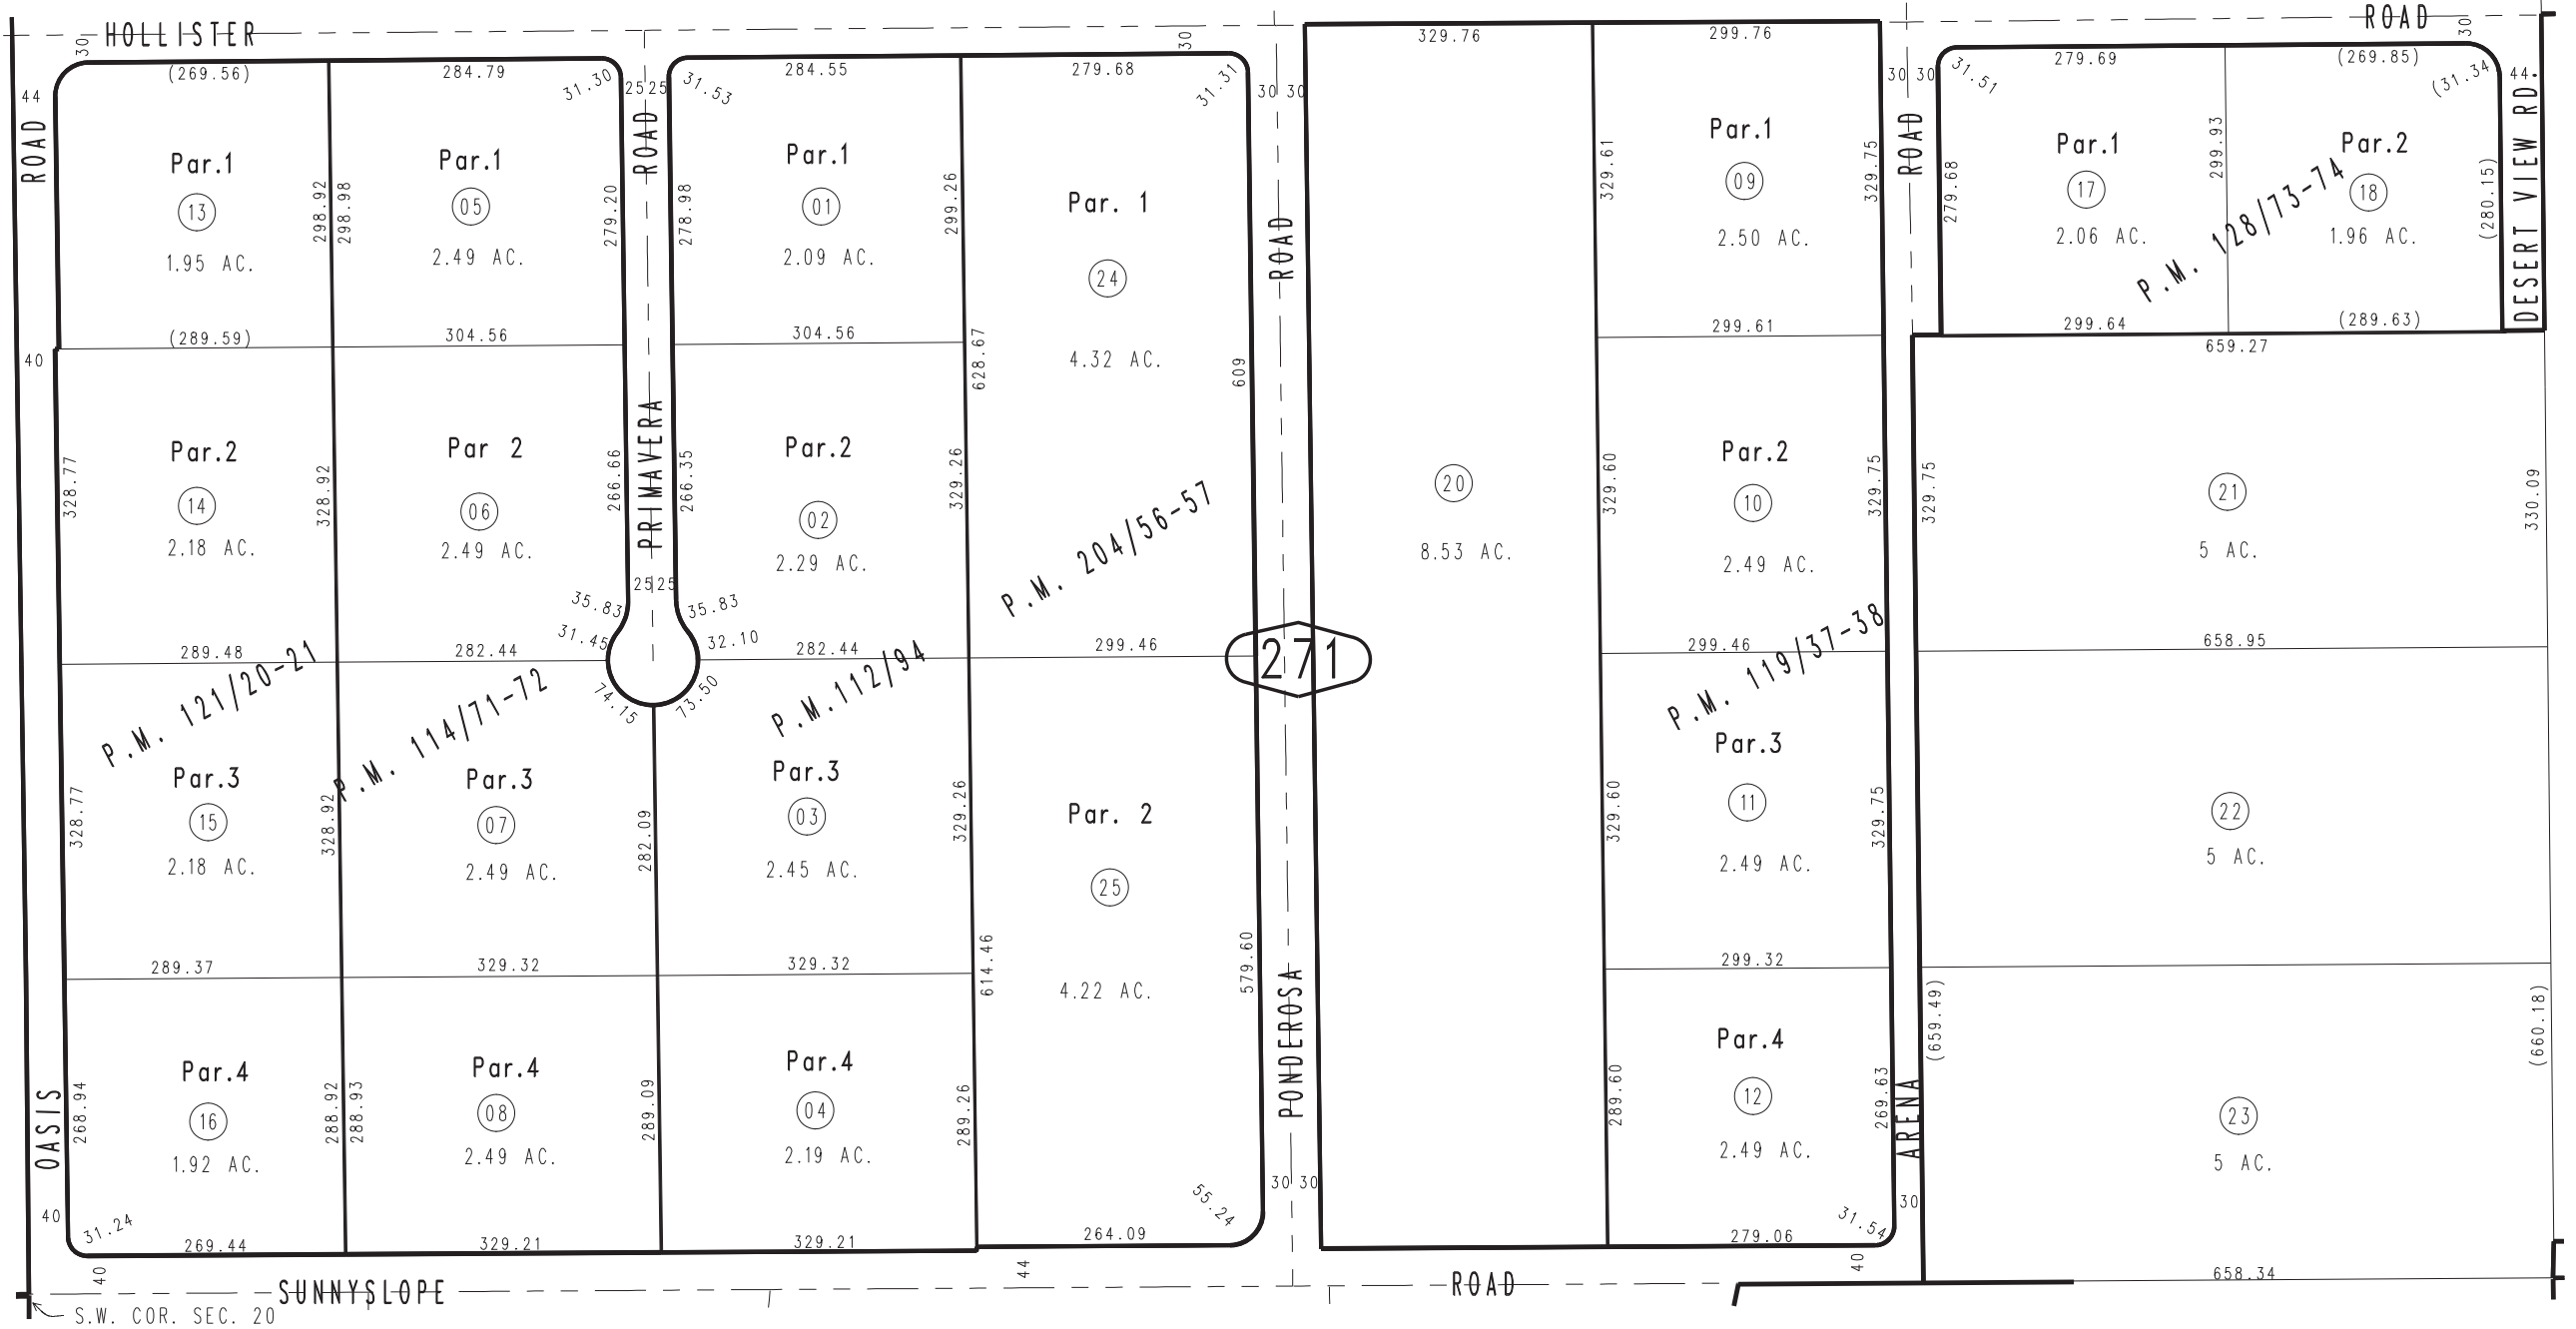 HOLLISTER
ROAD
30
30
30
44
ROAD
40
(269.56)
Par.1
13
1.95 AC.
298.92
(289.59)
284.79
31.30
Par.1
05
2.49 AC.
298.98
279.20
304.56
25 25
ROAD
PRIMAVERA
25 25
31.53
284.55
278.98
Par.1
01
2.09 AC.
299.26
304.56
279.68
31.31
Par. 1
24
4.32 AC.
628.67
609
299.46
30 30
ROAD
PONDEROSA
30 30
329.76
20
8.53 AC.
299.76
Par.1
09
2.50 AC.
329.61
329.75
299.61
30 30
ROAD
ARENA
30
31.51
279.69
279.68
Par.1
17
2.06 AC.
299.93
299.64
(269.85)
(31.34
Par.2
18
1.96 AC.
(280.15)
(289.63)
P.M. 128/73-74
44
DESERT VIEW RD.
328.77
Par.2
14
2.18 AC.
328.92
289.48
Par 2
06
2.49 AC.
266.66
35.83
31.45
282.44
266.35
35.83
32.10
Par.2
02
2.29 AC.
329.26
282.44
74.15
73.50
P.M. 204/56-57
271
329.60
Par.2
10
2.49 AC.
329.75
299.46
659.27
329.75
21
5 AC.
330.09
658.95
P.M. 121/20-21
P.M. 114/71-72
P.M.112/94
P.M. 119/37-38
328.77
Par.3
15
2.18 AC.
328.92
289.37
Par.3
07
2.49 AC.
282.09
329.32
Par.3
03
2.45 AC.
329.26
329.32
Par. 2
25
4.22 AC.
614.46
579.60
55.24
264.09
329.60
Par.3
11
2.49 AC.
329.75
299.32
22
5 AC.
OASIS
40
268.94
Par.4
16
1.92 AC.
288.92
31.24
269.44
288.93
Par.4
08
2.49 AC.
289.09
329.21
Par.4
04
2.19 AC.
289.26
329.21
289.60
Par.4
12
2.49 AC.
269.63
31.54
279.06
(659.49)
23
5 AC.
(660.18)
658.34
40
44
40
SUNNYSLOPE
ROAD
S.W. COR. SEC. 20